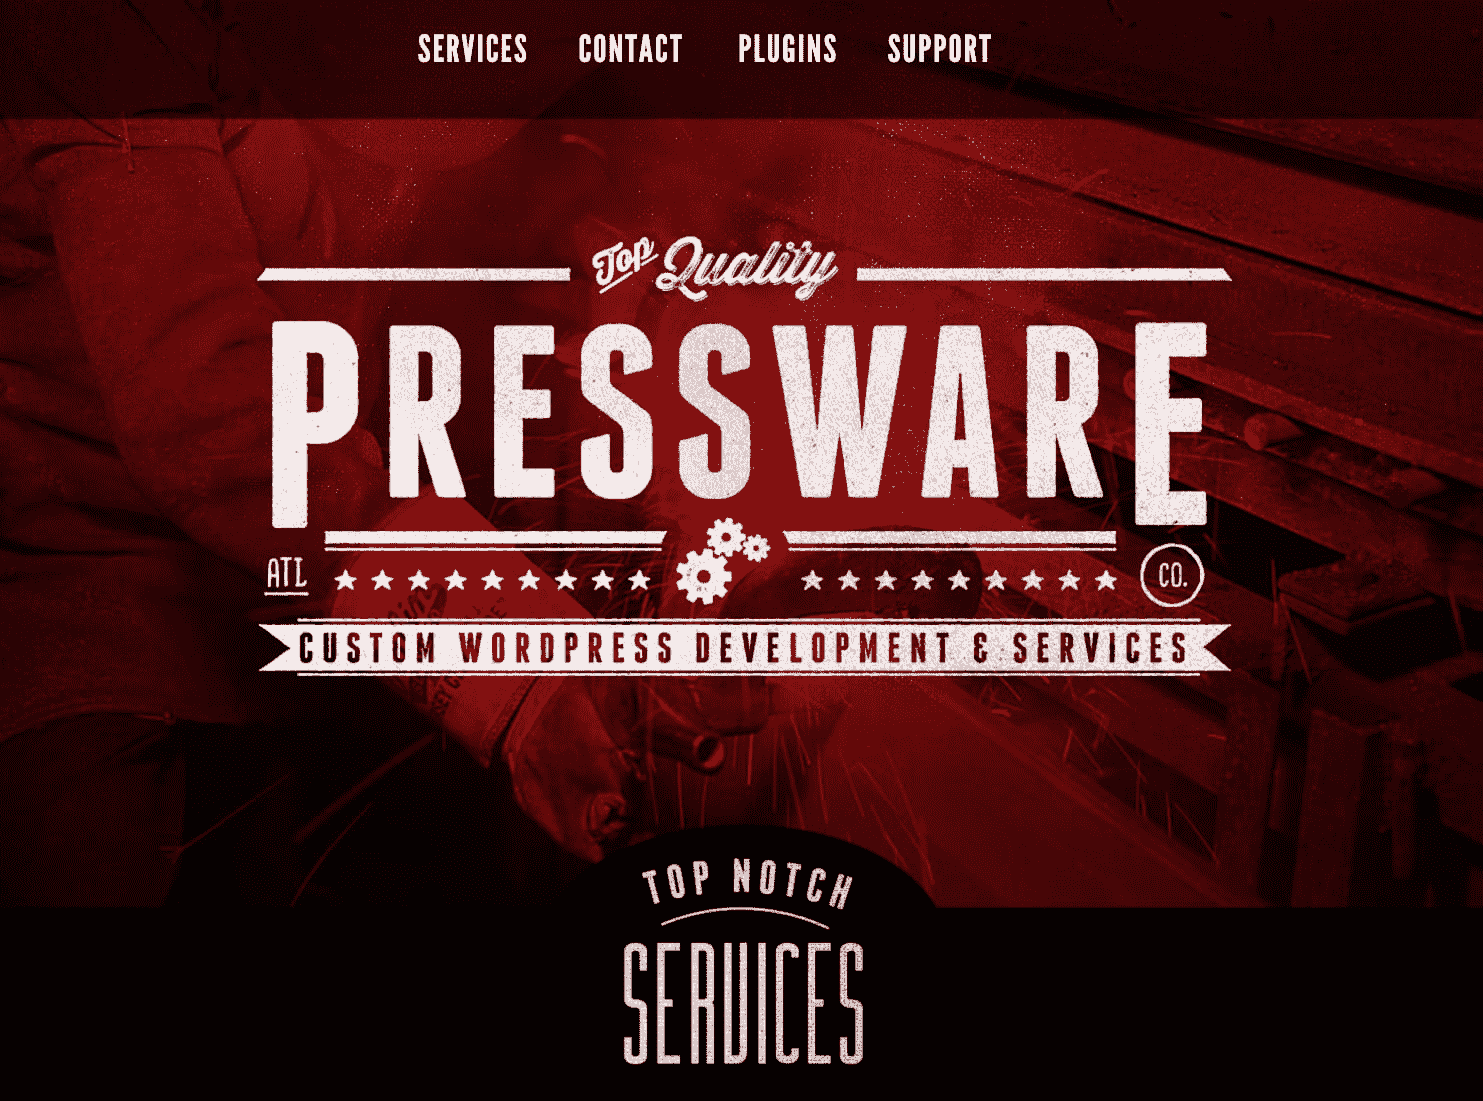 SERVICES CONTACT PLUGINS SUPPORT
Top Quality
PRESSWARE
ATL
CO.
CUSTOM WORDPRESS DEVELOPMENT & SERVICES
TOP NOTCH
SERVICES